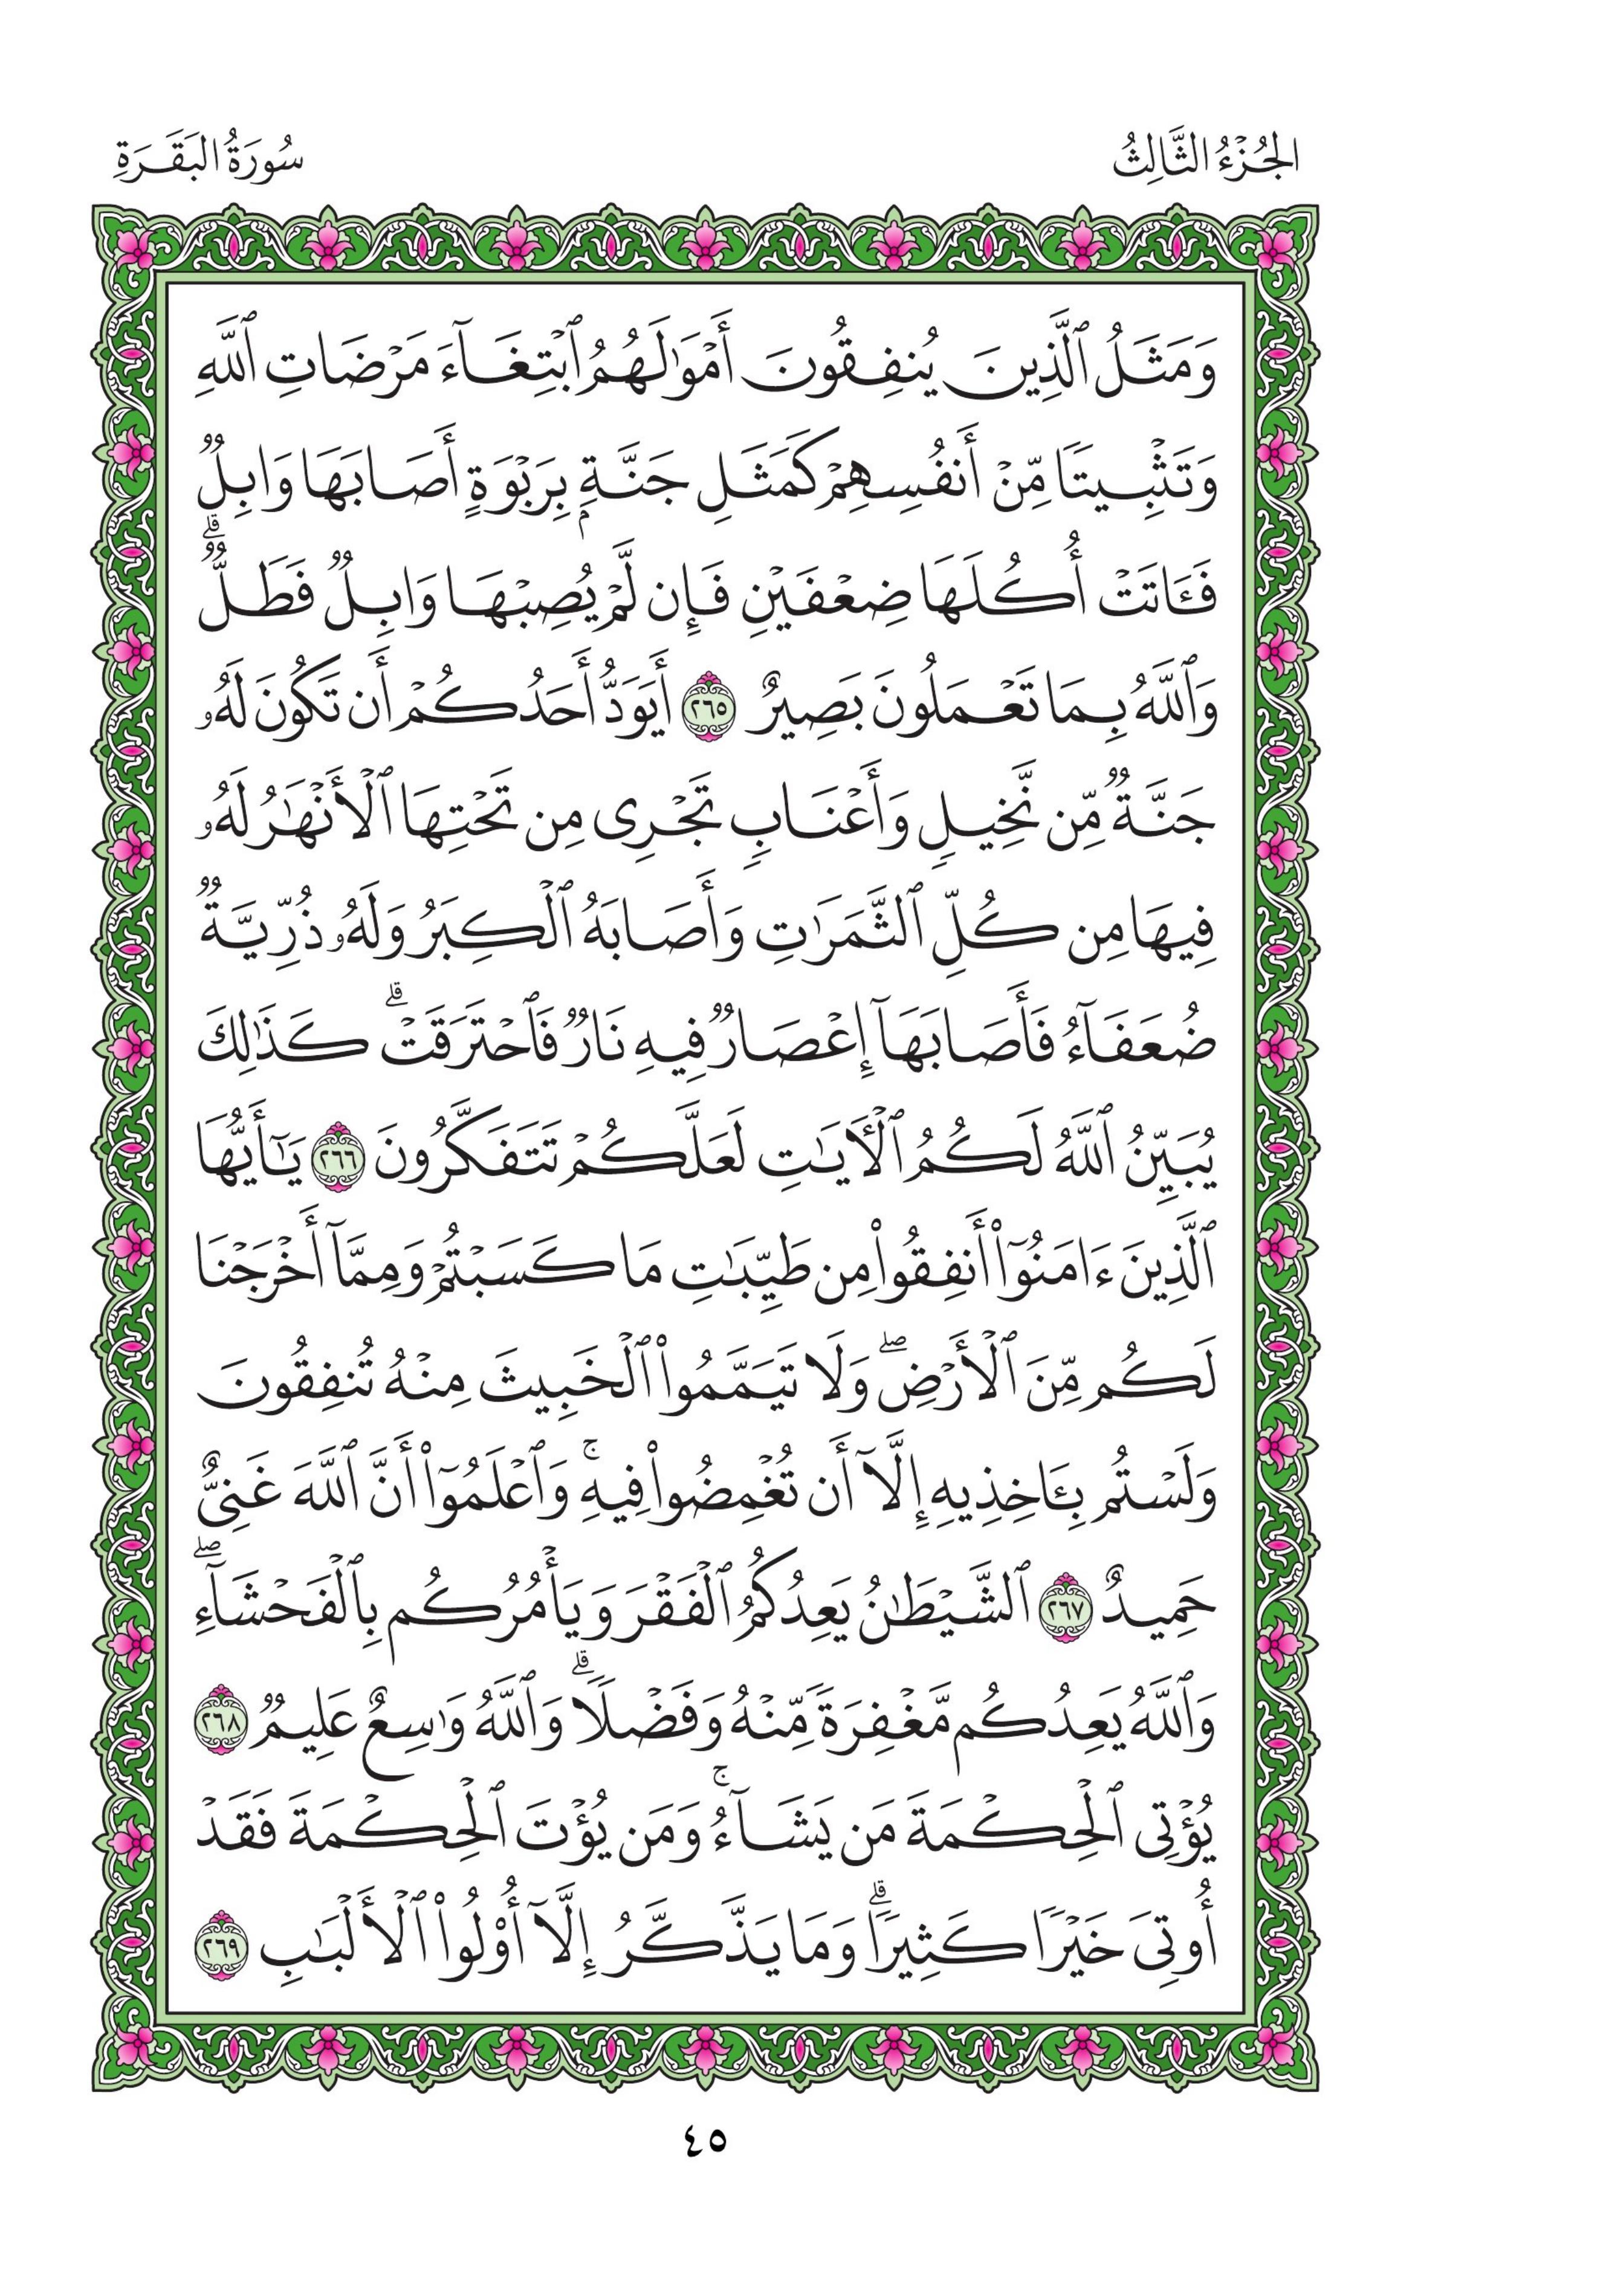 الجُزْءُ الثَّالِثُ
سُورَةُ البَقَرَةِ
وَمَثَلُ ٱلَّذِينَ يُنفِقُونَ أَمْوَٰلَهُمُ ٱبْتِغَآءَ مَرْضَاتِ ٱللَّهِ
وَتَثْبِيتًا مِّنْ أَنفُسِهِمْ كَمَثَلِ جَنَّةٍۭ بِرَبْوَةٍ أَصَابَهَا وَابِلٌ
فَـَٔاتَتْ أُكُلَهَا ضِعْفَيْنِ فَإِن لَّمْ يُصِبْهَا وَابِلٌ فَطَلٌّ ۗ
وَٱللَّهُ بِمَا تَعْمَلُونَ بَصِيرٌ ٢٦٥ أَيَوَدُّ أَحَدُكُمْ أَن تَكُونَ لَهُۥ
جَنَّةٌ مِّن نَّخِيلٍ وَأَعْنَابٍ تَجْرِى مِن تَحْتِهَا ٱلْأَنْهَٰرُ لَهُۥ
فِيهَا مِن كُلِّ ٱلثَّمَرَٰتِ وَأَصَابَهُ ٱلْكِبَرُ وَلَهُۥ ذُرِّيَّةٌ
ضُعَفَآءُ فَأَصَابَهَآ إِعْصَارٌ فِيهِ نَارٌ فَٱحْتَرَقَتْ ۗ كَذَٰلِكَ
يُبَيِّنُ ٱللَّهُ لَكُمُ ٱلْـَٔايَٰتِ لَعَلَّكُمْ تَتَفَكَّرُونَ ٢٦٦ يَٰٓأَيُّهَا
ٱلَّذِينَ ءَامَنُوٓا۟ أَنفِقُوا۟ مِن طَيِّبَٰتِ مَا كَسَبْتُمْ وَمِمَّآ أَخْرَجْنَا
لَكُم مِّنَ ٱلْأَرْضِ ۖ وَلَا تَيَمَّمُوا۟ ٱلْخَبِيثَ مِنْهُ تُنفِقُونَ
وَلَسْتُم بِـَٔاخِذِيهِ إِلَّآ أَن تُغْمِضُوا۟ فِيهِ ۚ وَٱعْلَمُوٓا۟ أَنَّ ٱللَّهَ غَنِىٌّ
حَمِيدٌ ٢٦٧ ٱلشَّيْطَٰنُ يَعِدُكُمُ ٱلْفَقْرَ وَيَأْمُرُكُم بِٱلْفَحْشَآءِ ۖ
وَٱللَّهُ يَعِدُكُم مَّغْفِرَةً مِّنْهُ وَفَضْلًا ۗ وَٱللَّهُ وَٰسِعٌ عَلِيمٌ ٢٦٨
يُؤْتِى ٱلْحِكْمَةَ مَن يَشَآءُ ۚ وَمَن يُؤْتَ ٱلْحِكْمَةَ فَقَدْ
أُوتِىَ خَيْرًا كَثِيرًا ۗ وَمَا يَذَّكَّرُ إِلَّآ أُو۟لُوا۟ ٱلْأَلْبَٰبِ ٢٦٩
٤٥